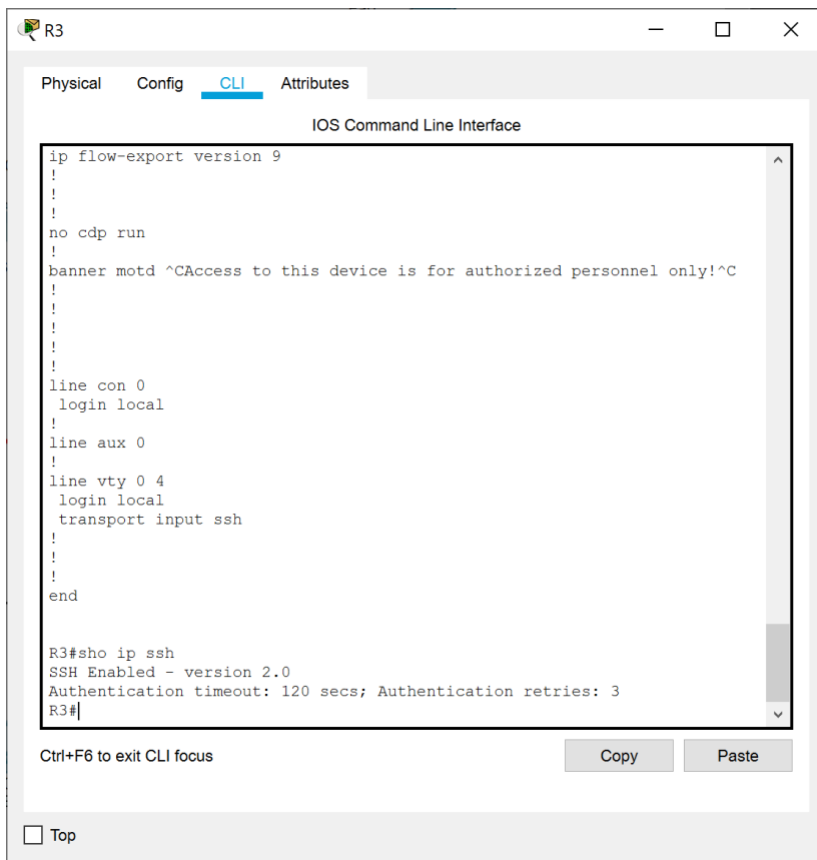 R3
Physical Config CLI Attributes
IOS Command Line Interface
ip flow-export version 9
!
!
!
no cdp run
!
banner motd ^CAccess to this device is for authorized personnel only!^C
!
!
!
!
!
line con 0
 login local
!
line aux 0
!
line vty 0 4
 login local
 transport input ssh
!
!
!
end
R3#sho ip ssh
SSH Enabled - version 2.0
Authentication timeout: 120 secs; Authentication retries: 3
R3#
Ctrl+F6 to exit CLI focus
Copy Paste
Top